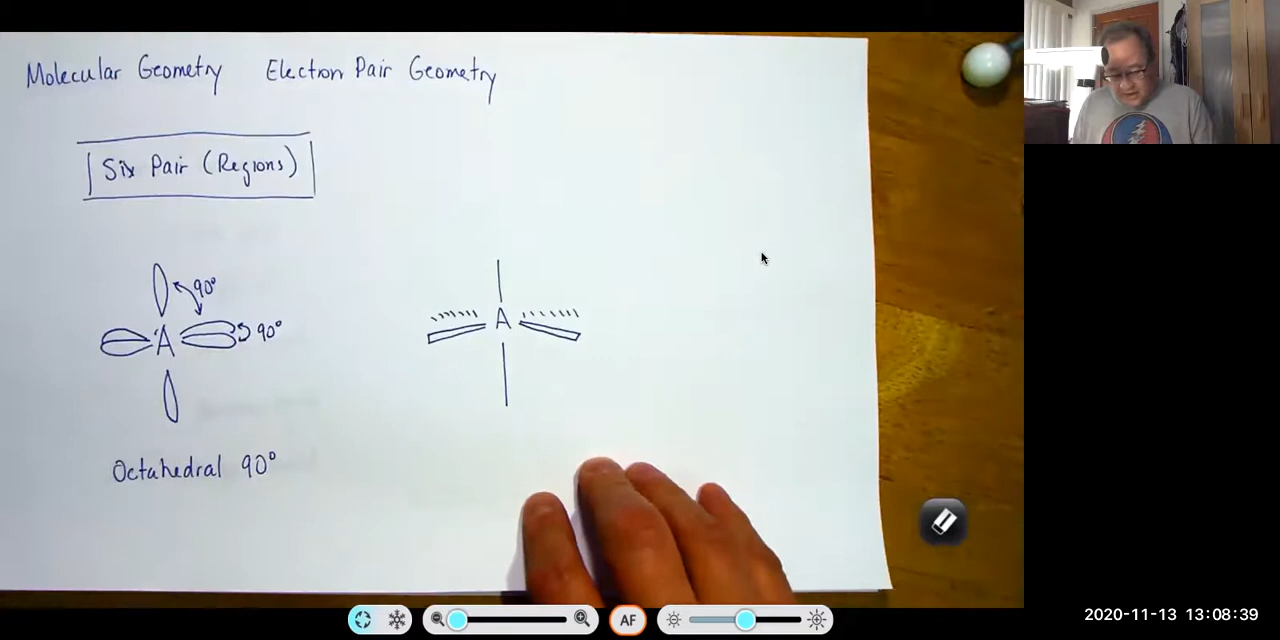 Molecular Geometry Electron Pair Geometry
Six Pair (Regions)
90°
A 90°
A
Octahedral 90°
AF
2020-11-13 13:08:39